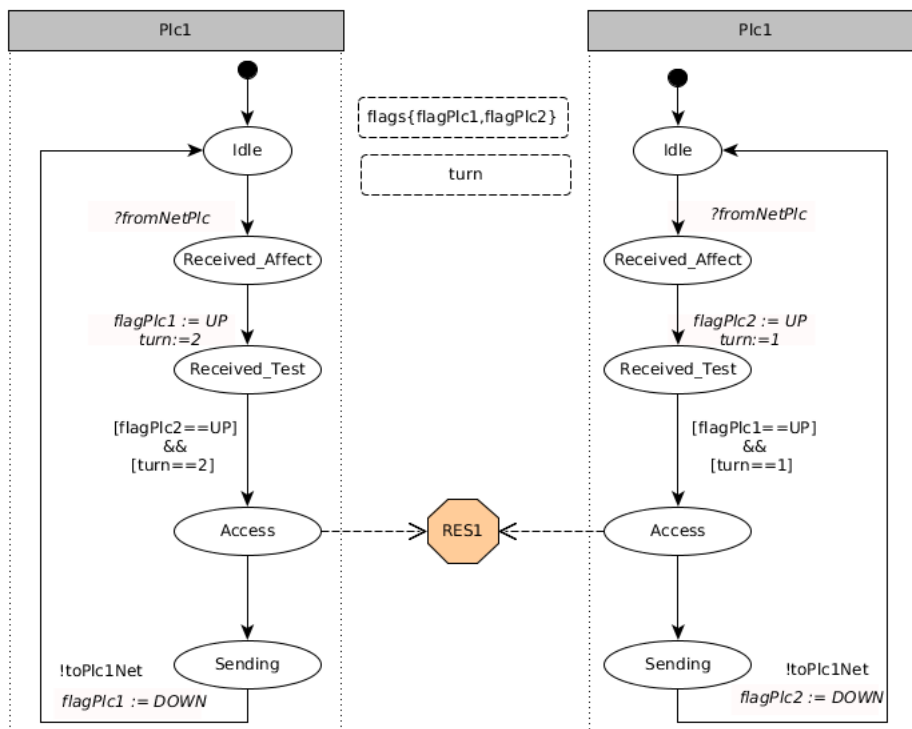 Plc1
Idle
?fromNetPlc
Received_Affect
flagPlc1 := UP
turn:=2
Received_Test
[flagPlc2==UP]
&&
[turn==2]
Access
Sending
!toPlc1Net
flagPlc1 := DOWN
flags{flagPlc1,flagPlc2}
turn
RES1
Plc1
Idle
?fromNetPlc
Received_Affect
flagPlc2 := UP
turn:=1
Received_Test
[flagPlc1==UP]
&&
[turn==1]
Access
Sending
!toPlc1Net
flagPlc2 := DOWN